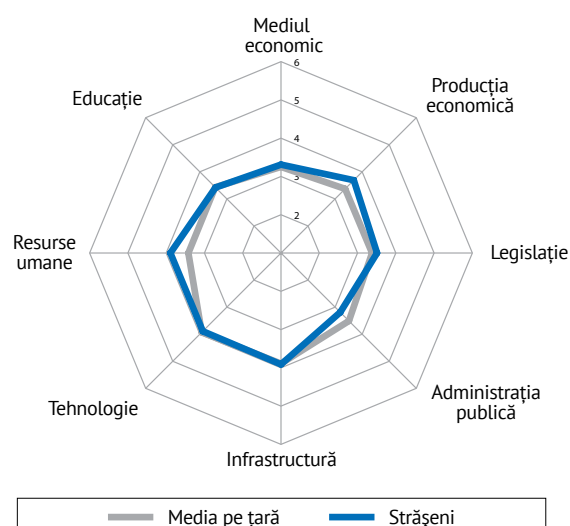 Mediul
economic
6
5
4
3
2
Producția
economică
Legislație
Administrația
publică
Infrastructură
Tehnologie
Resurse
umane
Educație
Media pe țară
Strășeni